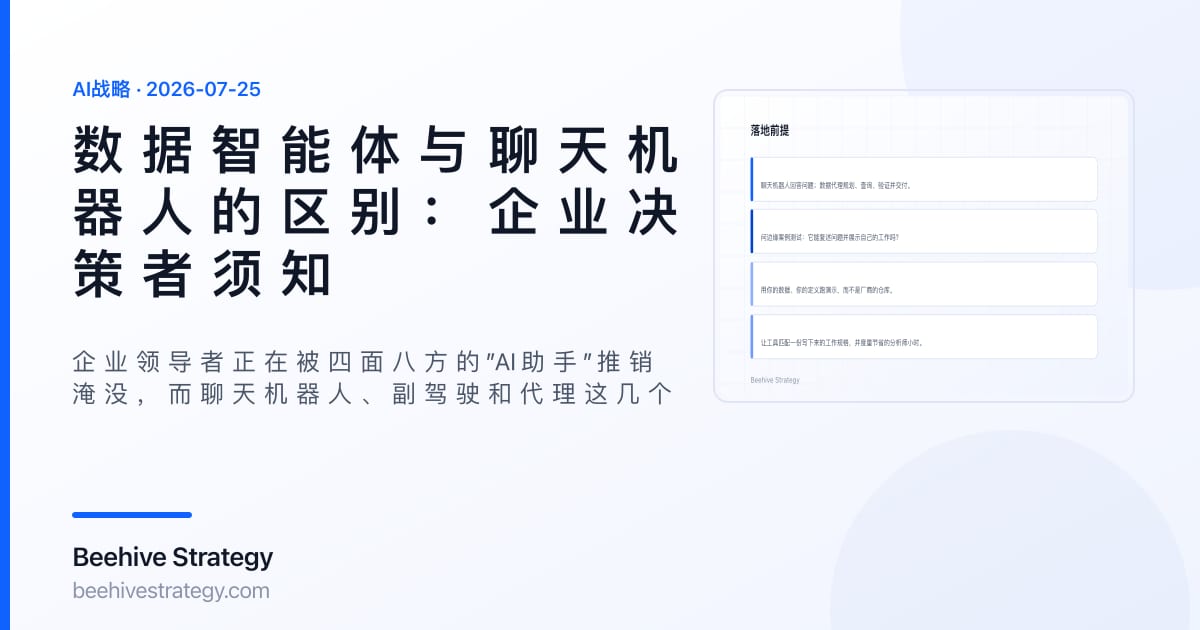 AI战略 · 2026-07-25
数据智能体与聊天机
器人的区别：企业决
策者须知
企业领导者正在被四面八方的"AI助手"推销
淹没，而聊天机器人、副驾驶和代理这几个
落地前提
聊天机器人回答问题；数据代理规划、查询、验证并交付。
问边缘案例测试：它能复述问题并展示自己的工作吗？
用你的数据、你的定义跑演示，而不是厂商的仓库。
让工具匹配一份写下来的工作规格，并度量节省的分析师小时。
Beehive Strategy
Beehive Strategy
beehivestrategy.com